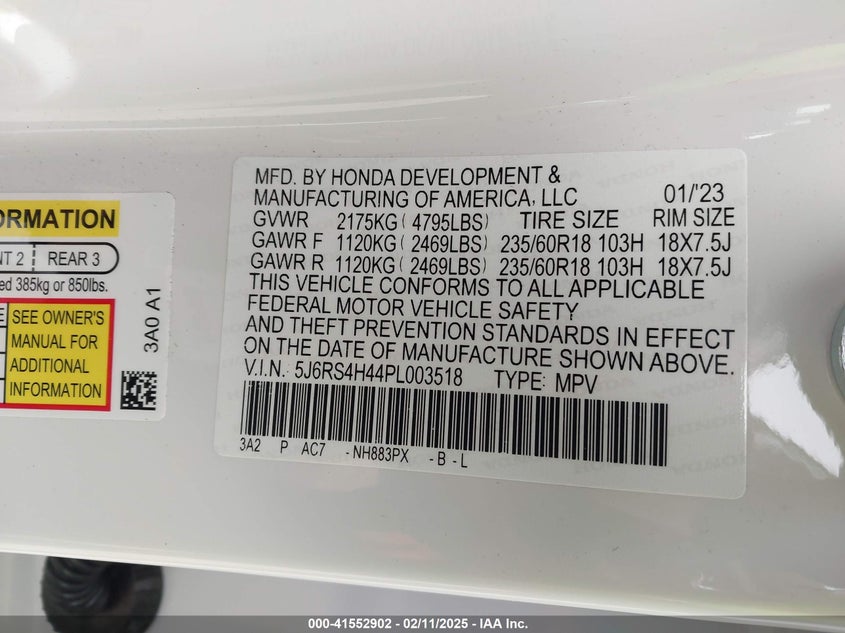 MFD. BY HONDA DEVELOPMENT &
MANUFACTURING OF AMERICA, LLC 01/'23
GVWR 2175KG ( 4795LBS) TIRE SIZE RIM SIZE
GAWR F 1120KG ( 2469LBS) 235/60R18 103H 18X7.5J
GAWR R 1120KG ( 2469LBS) 235/60R18 103H 18X7.5J
THIS VEHICLE CONFORMS TO ALL APPLICABLE
FEDERAL MOTOR VEHICLE SAFETY
AND THEFT PREVENTION STANDARDS IN EFFECT
ON THE DATE OF MANUFACTURE SHOWN ABOVE.
V.I.N.: 5J6RS4H44PL003518 TYPE: MPV
3A2 P AC7 -NH883PX -B -L
REAR 3
385kg or 850lbs.
SEE OWNER'S
MANUAL FOR
ADDITIONAL
INFORMATION
3A0 A1
000-41552902 - 02/11/2025 - IAA Inc.